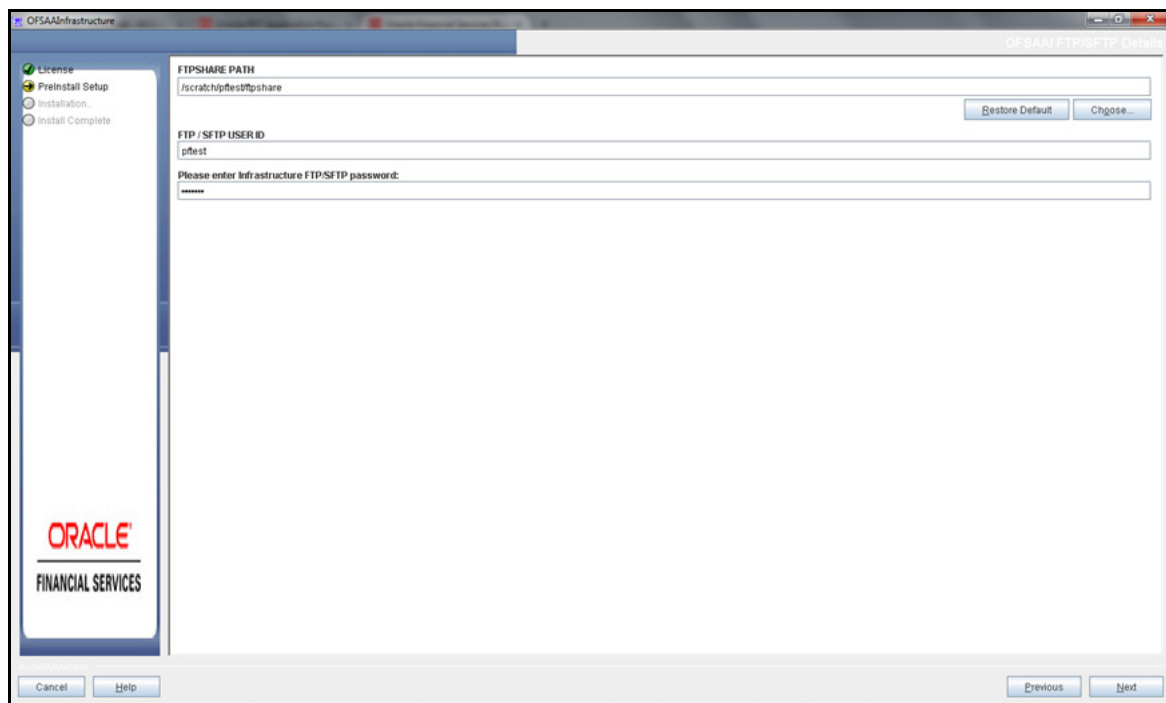 OFSAAInfrastructure
OFSAAI FTP/SFTP Details
License
PreInstall Setup
Installation..
Install Complete
FTPSHARE PATH
/scratch/pftest/ftpshare
Restore Default Choose...
FTP / SFTP USER ID
pftest
Please enter Infrastructure FTP/SFTP password:
•••••••
ORACLE®
FINANCIAL SERVICES
InstallAnywhere
Cancel Help Previous Next